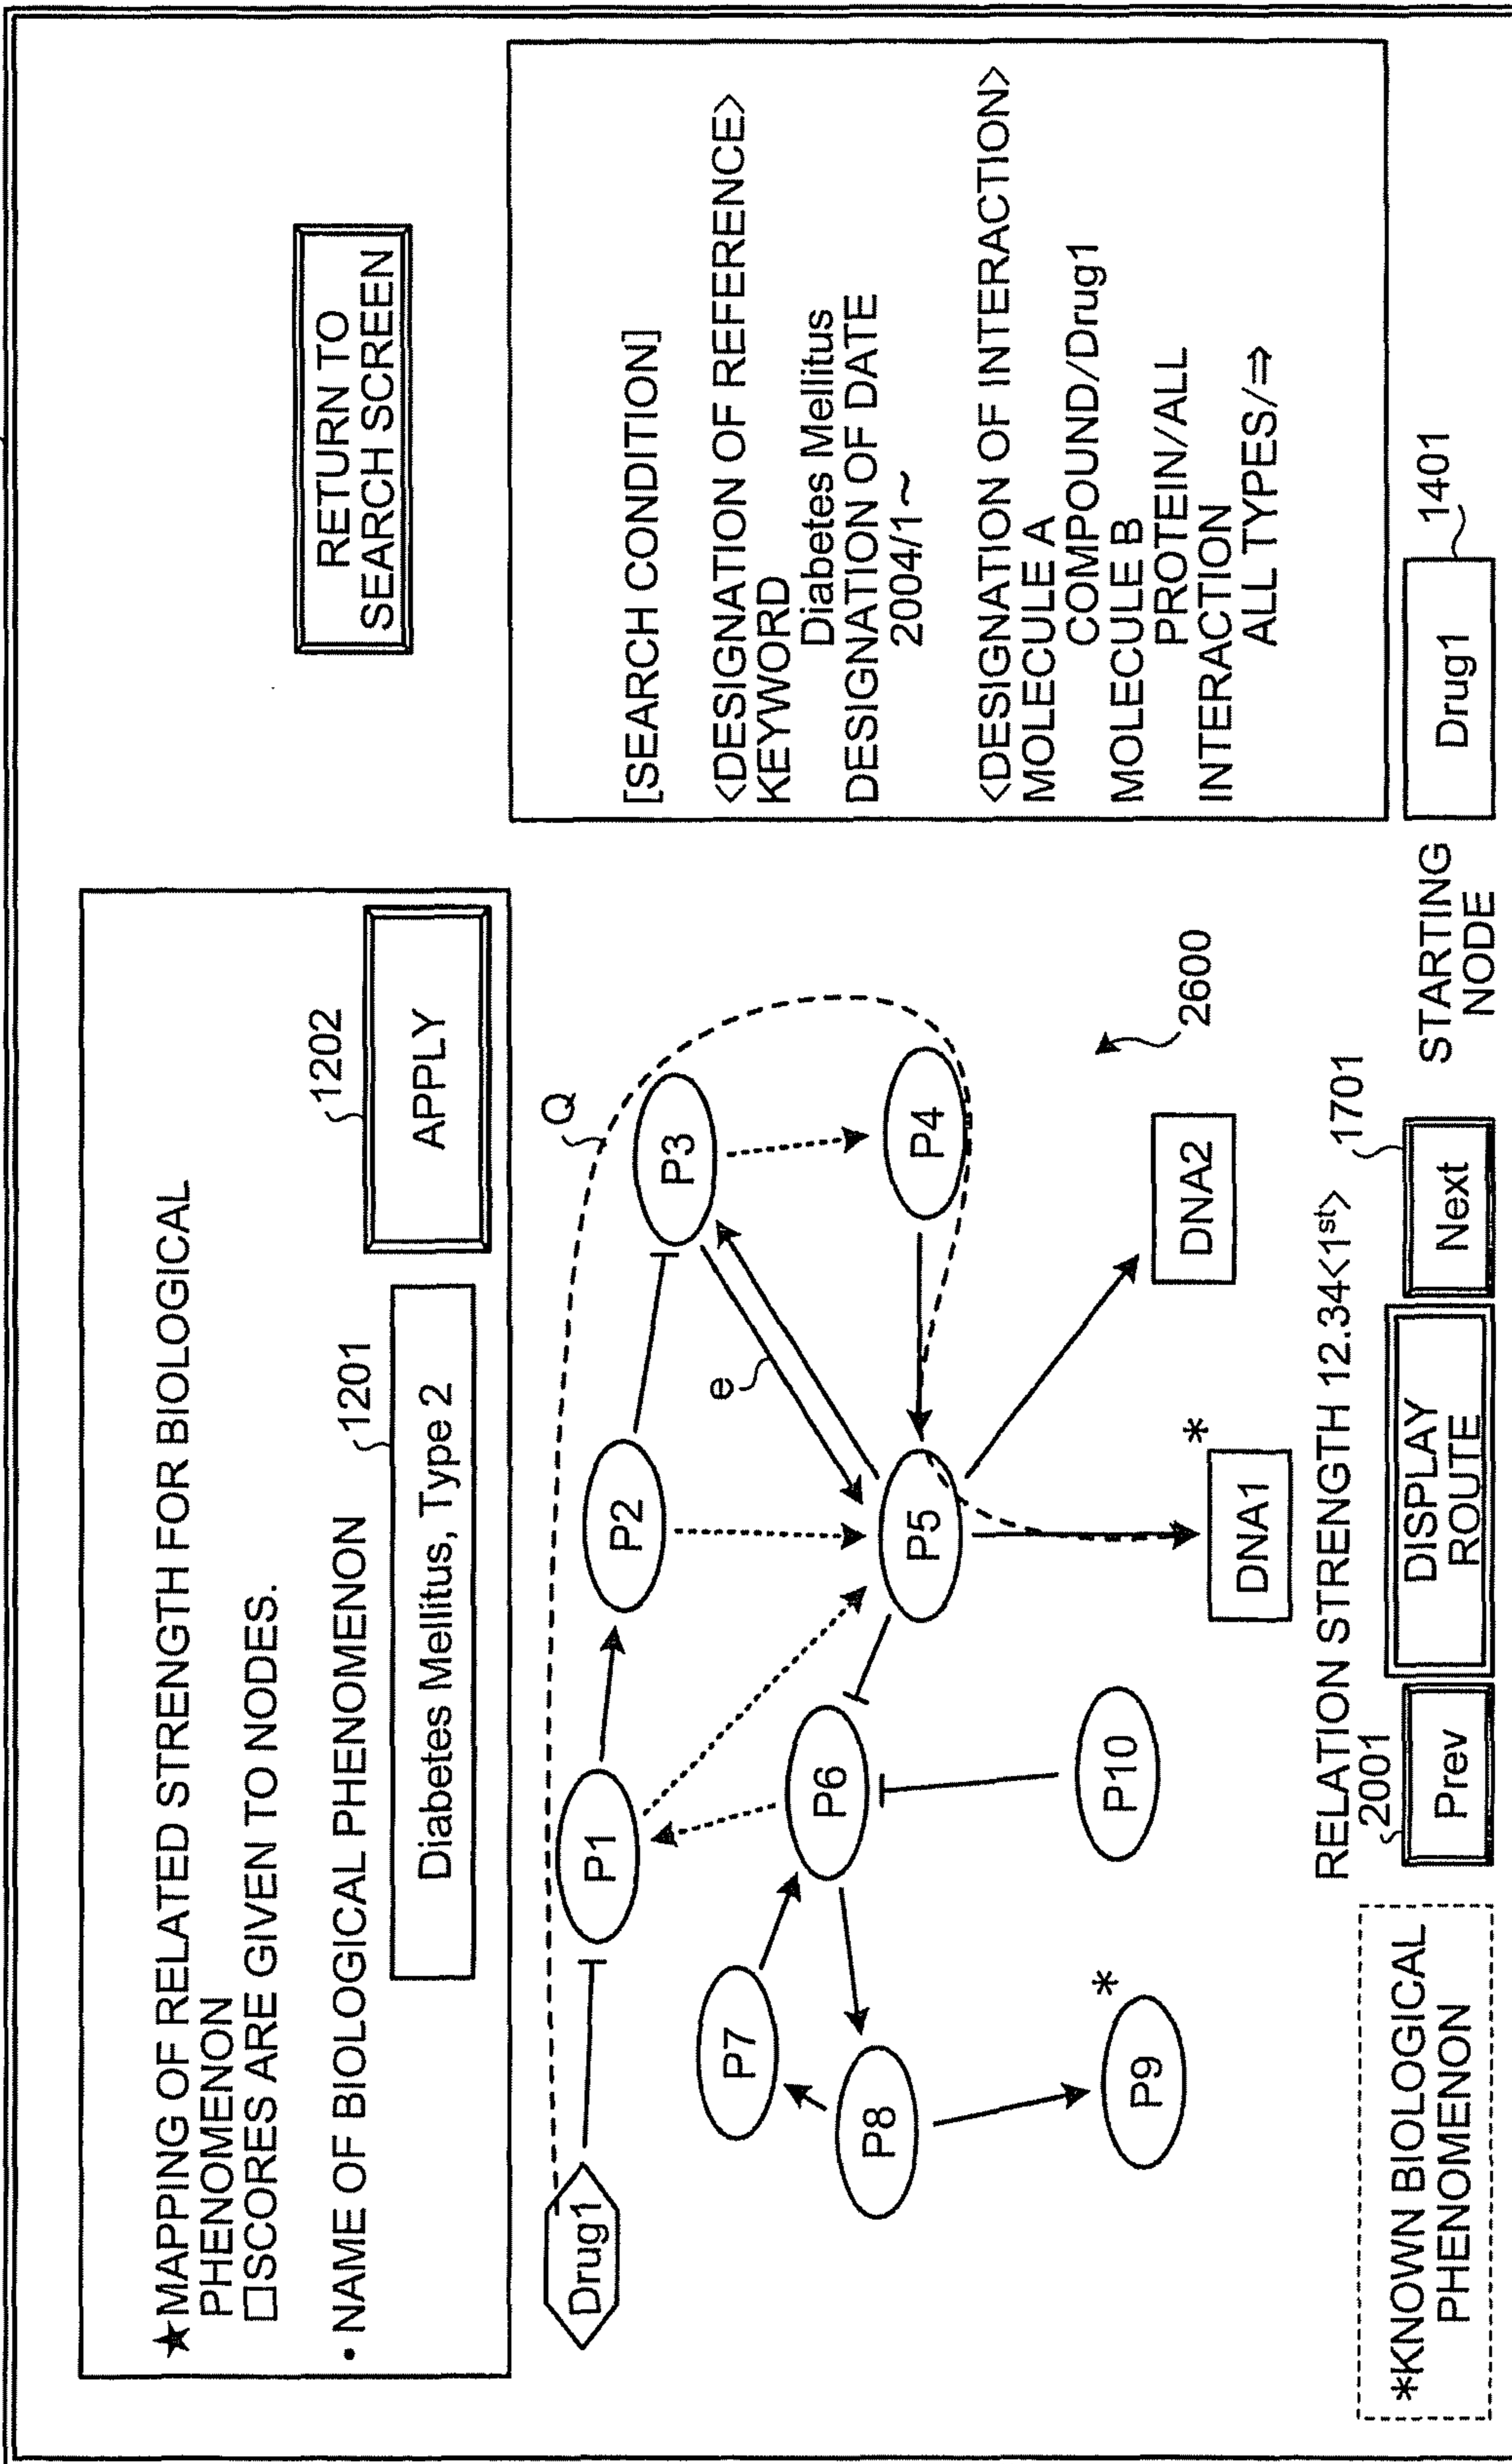 ★MAPPING OF RELATED STRENGTH FOR BIOLOGICAL
PHENOMENON
□SCORES ARE GIVEN TO NODES.
• NAME OF BIOLOGICAL PHENOMENON
1201
1202
Diabetes Mellitus, Type 2
APPLY
RETURN TO
SEARCH SCREEN
[SEARCH CONDITION]
<DESIGNATION OF REFERENCE>
KEYWORD
Diabetes Mellitus
DESIGNATION OF DATE
2004/1~
<DESIGNATION OF INTERACTION>
MOLECULE A
COMPOUND/Drug1
MOLECULE B
PROTEIN/ALL
INTERACTION
ALL TYPES/⇒
Q
Drug1
P1
P2
P3
e
P7
P6
P8
P5
P4
P9
*
P10
DNA1
*
DNA2
2600
*KNOWN BIOLOGICAL
PHENOMENON
RELATION STRENGTH 12.34<1st>
2001
Prev
DISPLAY
ROUTE
Next
1701
STARTING
NODE
Drug1
1401